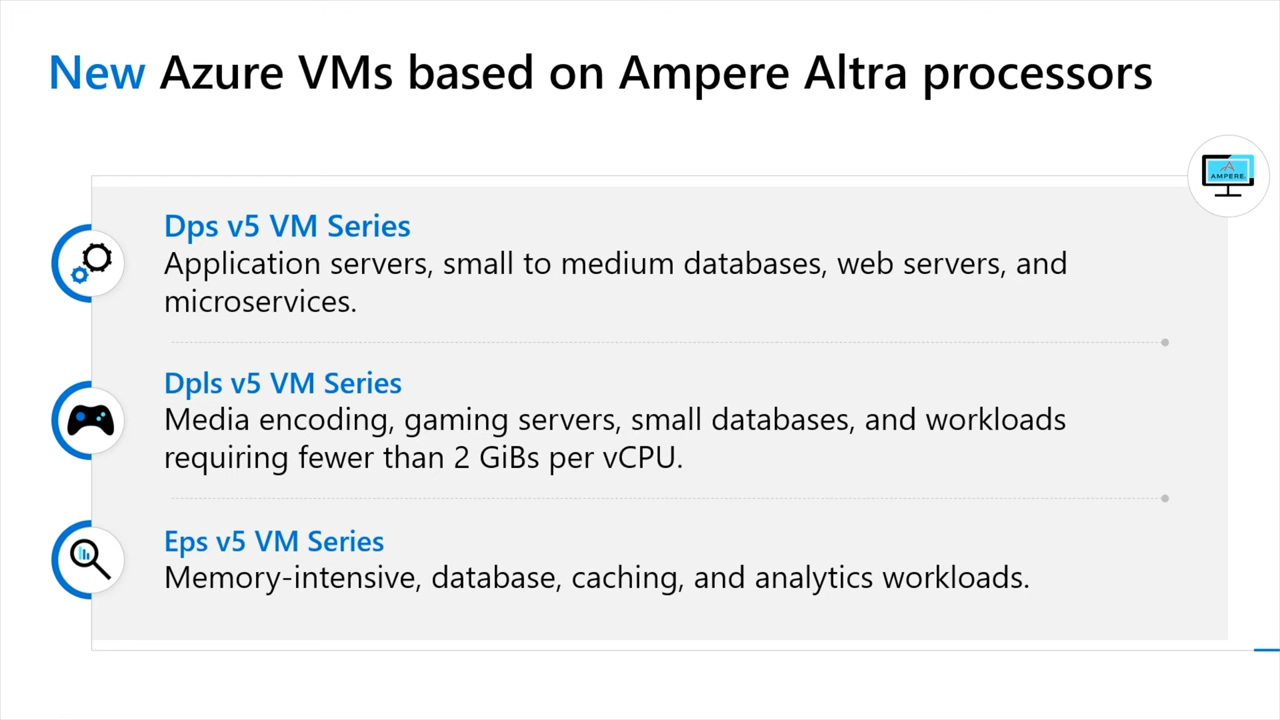 New Azure VMs based on Ampere Altra processors
AMPERE.
Dps v5 VM Series
Application servers, small to medium databases, web servers, and
microservices.
Dpls v5 VM Series
Media encoding, gaming servers, small databases, and workloads
requiring fewer than 2 GiBs per vCPU.
Eps v5 VM Series
Memory-intensive, database, caching, and analytics workloads.